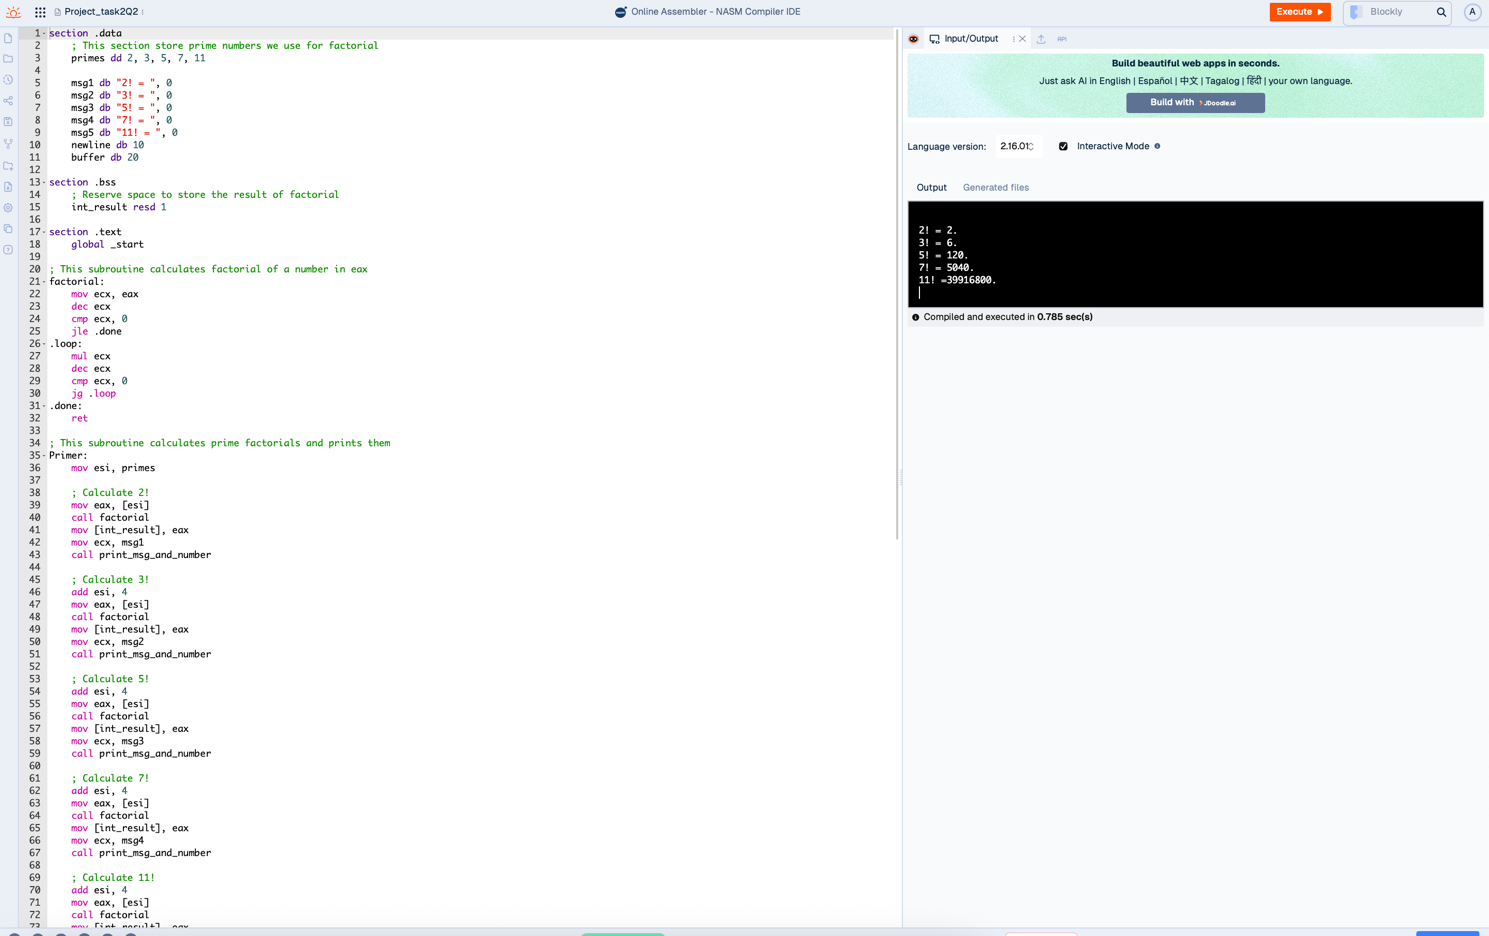 Project_task2Q2
Online Assembler - NASM Compiler IDE
Execute
Blockly
A
1 section .data
2 ; This section store prime numbers we use for factorial
3 primes dd 2, 3, 5, 7, 11
4
5 msg1 db "2! = ", 0
6 msg2 db "3! = ", 0
7 msg3 db "5! = ", 0
8 msg4 db "7! = ", 0
9 msg5 db "11! = ", 0
10 newline db 10
11 buffer db 20
12
13 section .bss
14 ; Reserve space to store the result of factorial
15 int_result resd 1
16
17 section .text
18 global _start
19
20 ; This subroutine calculates factorial of a number in eax
21 factorial:
22 mov ecx, eax
23 dec ecx
24 cmp ecx, 0
25 jle .done
26 .loop:
27 mul ecx
28 dec ecx
29 cmp ecx, 0
30 jg .loop
31 .done:
32 ret
33
34 ; This subroutine calculates prime factorials and prints them
35 Primer:
36 mov esi, primes
37
38 ; Calculate 2!
39 mov eax, [esi]
40 call factorial
41 mov [int_result], eax
42 mov ecx, msg1
43 call print_msg_and_number
44
45 ; Calculate 3!
46 add esi, 4
47 mov eax, [esi]
48 call factorial
49 mov [int_result], eax
50 mov ecx, msg2
51 call print_msg_and_number
52
53 ; Calculate 5!
54 add esi, 4
55 mov eax, [esi]
56 call factorial
57 mov [int_result], eax
58 mov ecx, msg3
59 call print_msg_and_number
60
61 ; Calculate 7!
62 add esi, 4
63 mov eax, [esi]
64 call factorial
65 mov [int_result], eax
66 mov ecx, msg4
67 call print_msg_and_number
68
69 ; Calculate 11!
70 add esi, 4
71 mov eax, [esi]
72 call factorial
73 mov [int_result], eax
Input/Output
API
Build beautiful web apps in seconds.
Just ask AI in English | Español | 中文 | Tagalog | हिंदी | your own language.
Build with JDoodle.ai
Language version: 2.16.01 Interactive Mode
Output Generated files
2! = 2.
3! = 6.
5! = 120.
7! = 5040.
11! =39916800.
Compiled and executed in 0.785 sec(s)